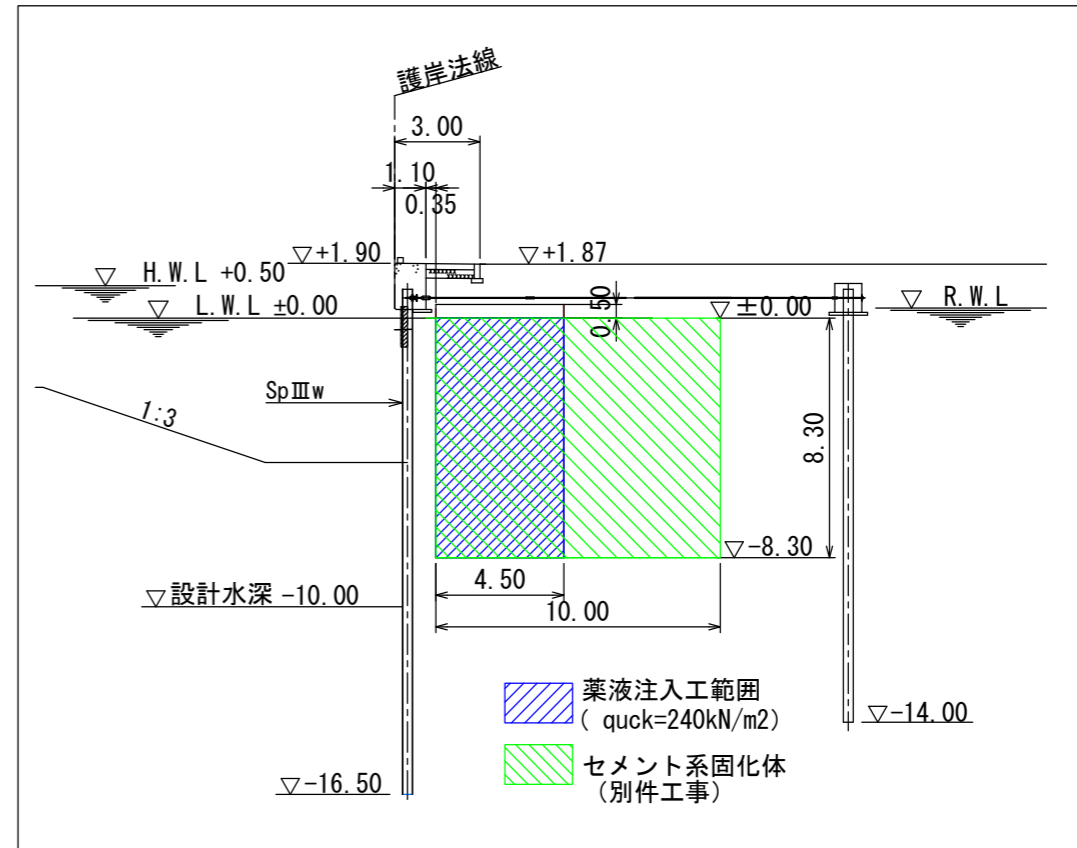 護岸法線
3.00
1.10
0.35
▽+1.90
▽+1.87
H.W.L +0.50
▽
L.W.L ±0.00
▽
0.50
▽±0.00
R.W.L
▽
SpⅢw
1:3
8.30
▽-8.30
4.50
10.00
▽設計水深 -10.00
薬液注入工範囲
( quck=240kN/m2)
▽-14.00
セメント系固化体
(別件工事)
▽-16.50